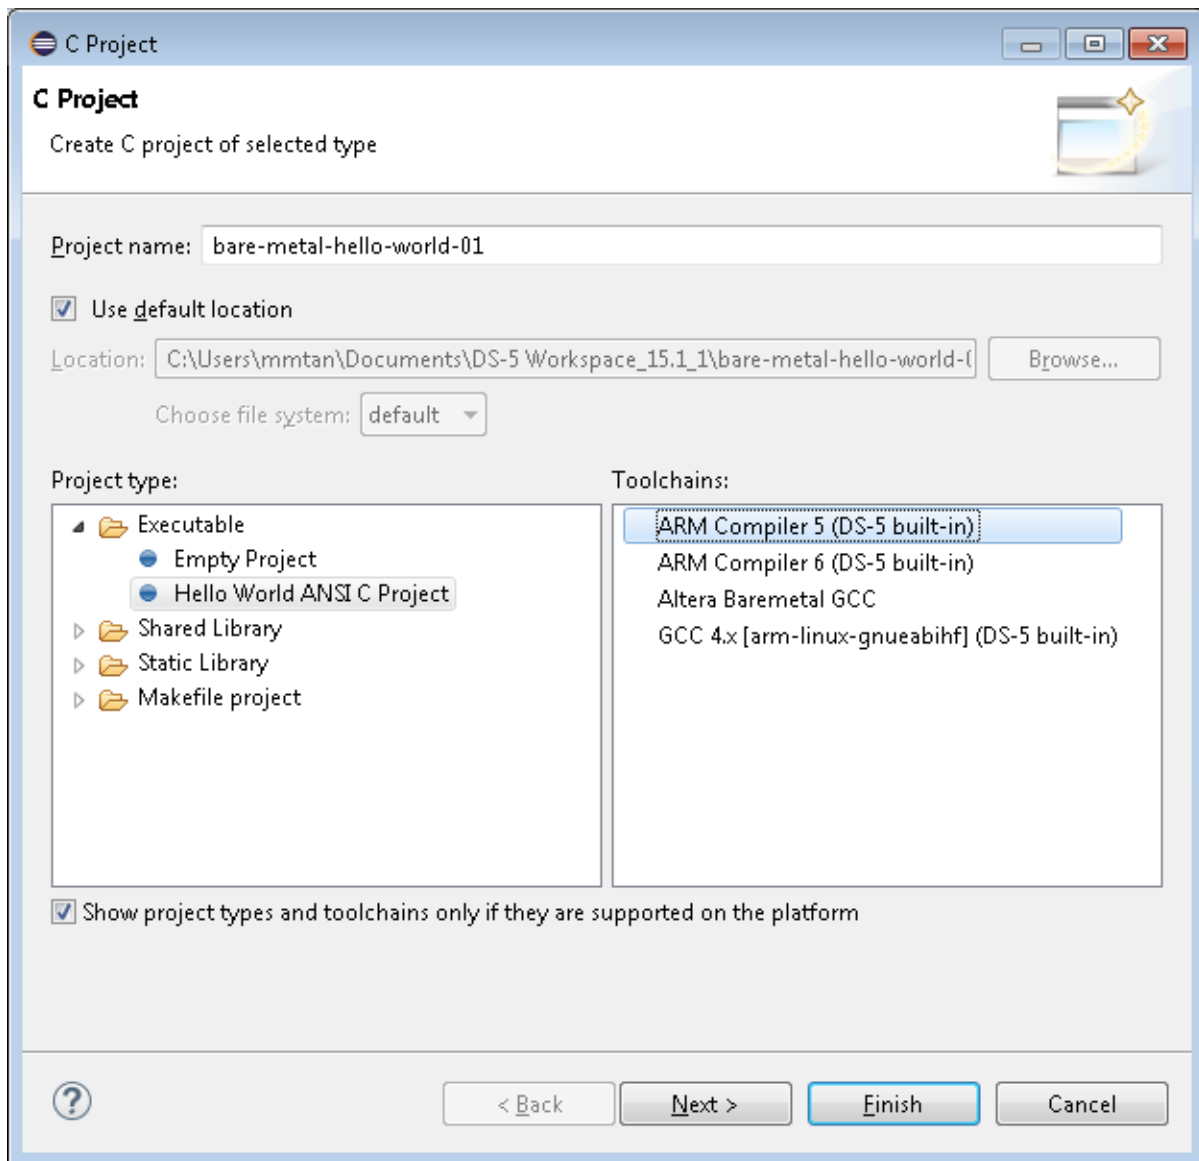 C Project
C Project
Create C project of selected type
Project name: bare-metal-hello-world-01
Use default location
Location: C:\Users\mmtan\Documents\DS-5 Workspace_15.1_1\bare-metal-hello-world-( Browse...
Choose file system: default
Project type:
Executable
Empty Project
Hello World ANSI C Project
Shared Library
Static Library
Makefile project
Toolchains:
ARM Compiler 5 (DS-5 built-in)
ARM Compiler 6 (DS-5 built-in)
Altera Baremetal GCC
GCC 4.x [arm-linux-gnueabihf] (DS-5 built-in)
Show project types and toolchains only if they are supported on the platform
? < Back Next > Finish Cancel